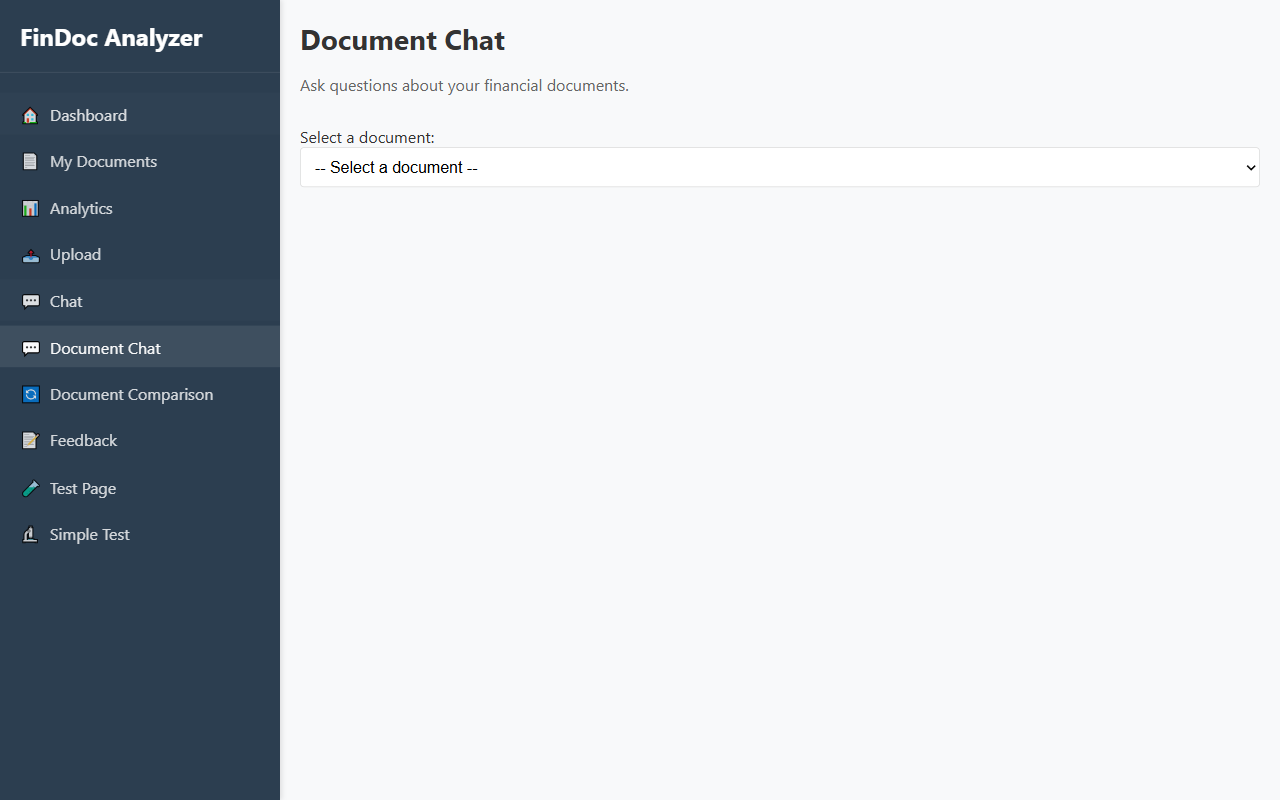 FinDoc Analyzer
Dashboard
My Documents
Analytics
Upload
Chat
Document Chat
Document Comparison
Feedback
Test Page
Simple Test
Document Chat
Ask questions about your financial documents.
Select a document:
-- Select a document --